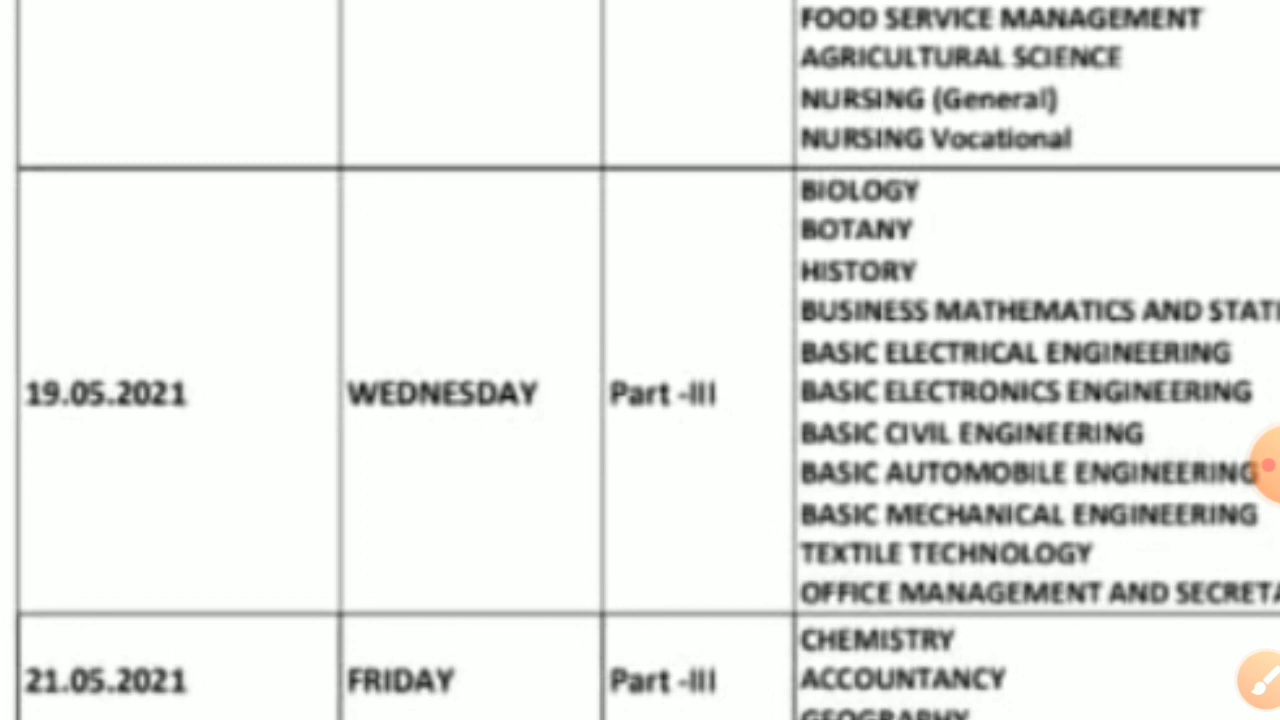 FOOD SERVICE MANAGEMENT
AGRICULTURAL SCIENCE
NURSING (General)
NURSING Vocational
19.05.2021 WEDNESDAY Part -III
BIOLOGY
BOTANY
HISTORY
BUSINESS MATHEMATICS AND STATI
BASIC ELECTRICAL ENGINEERING
BASIC ELECTRONICS ENGINEERING
BASIC CIVIL ENGINEERING
BASIC AUTOMOBILE ENGINEERING
BASIC MECHANICAL ENGINEERING
TEXTILE TECHNOLOGY
OFFICE MANAGEMENT AND SECRETA
21.05.2021 FRIDAY Part -III
CHEMISTRY
ACCOUNTANCY
GEOGRAPHY